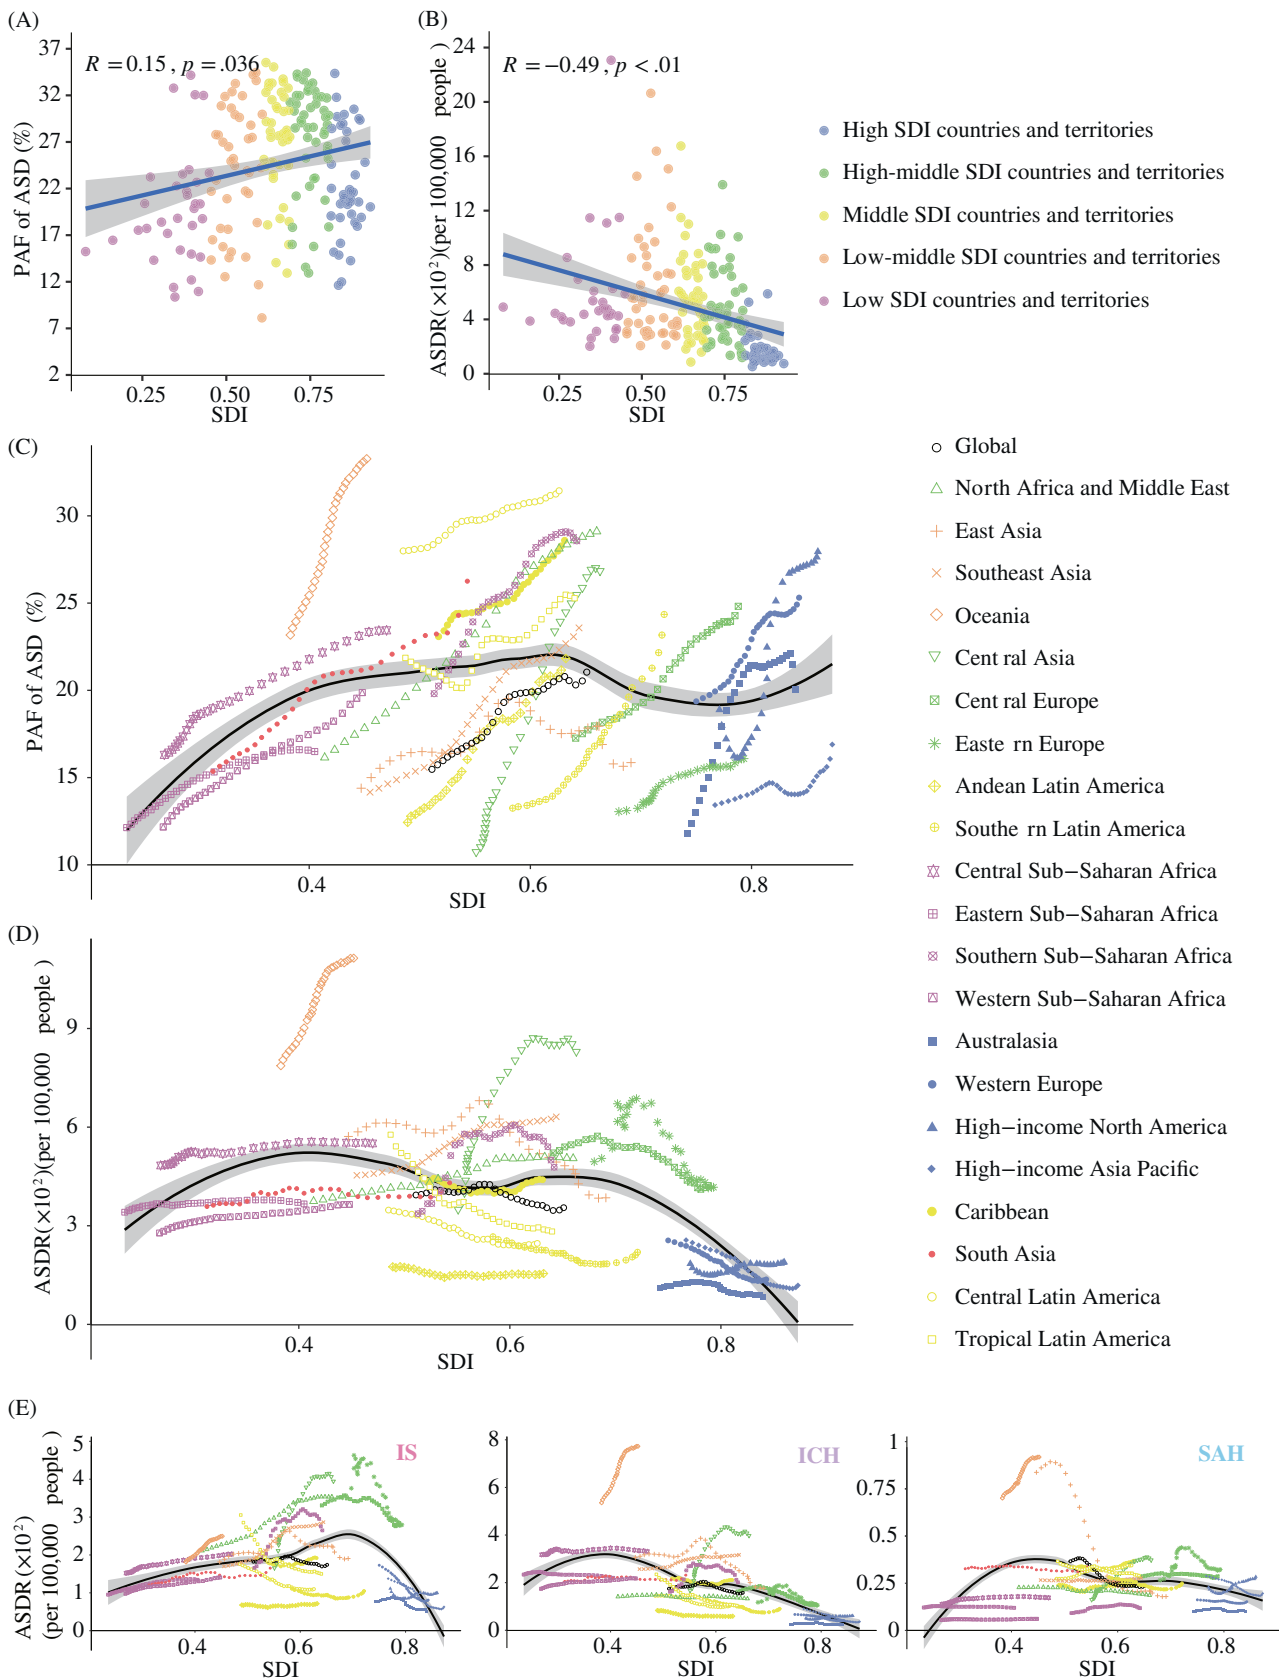 (A)
R = 0.15 , p = .036
PAF of ASD (%)
37
32
27
22
17
12
7
2
0.25
0.50
0.75
SDI
(B)
R = −0.49 , p < .01
ASDR( ×10²)(per 100,000 people )
24
20
16
12
8
4
0
0.25
0.50
0.75
SDI
High SDI countries and territories
High-middle SDI countries and territories
Middle SDI countries and territories
Low-middle SDI countries and territories
Low SDI countries and territories
(C)
PAF of ASD (%)
30
25
20
15
10
0.4
0.6
0.8
SDI
Global
North Africa and Middle East
East Asia
Southeast Asia
Oceania
Cent ral Asia
Cent ral Europe
Easte rn Europe
Andean Latin America
Southe rn Latin America
Central Sub−Saharan Africa
Eastern Sub−Saharan Africa
Southern Sub−Saharan Africa
Western Sub−Saharan Africa
Australasia
Western Europe
High−income North America
High−income Asia Pacific
Caribbean
South Asia
Central Latin America
Tropical Latin America
(D)
ASDR(×10²)(per 100,000 people )
9
6
3
0
0.4
0.6
0.8
SDI
(E)
ASDR (×10²)
(per 100,000 people )
5
4
3
2
1
0
0.4
0.6
0.8
SDI
IS
8
6
4
2
0
0.4
0.6
0.8
SDI
ICH
1
0.75
0.5
0.25
0
0.4
0.6
0.8
SDI
SAH